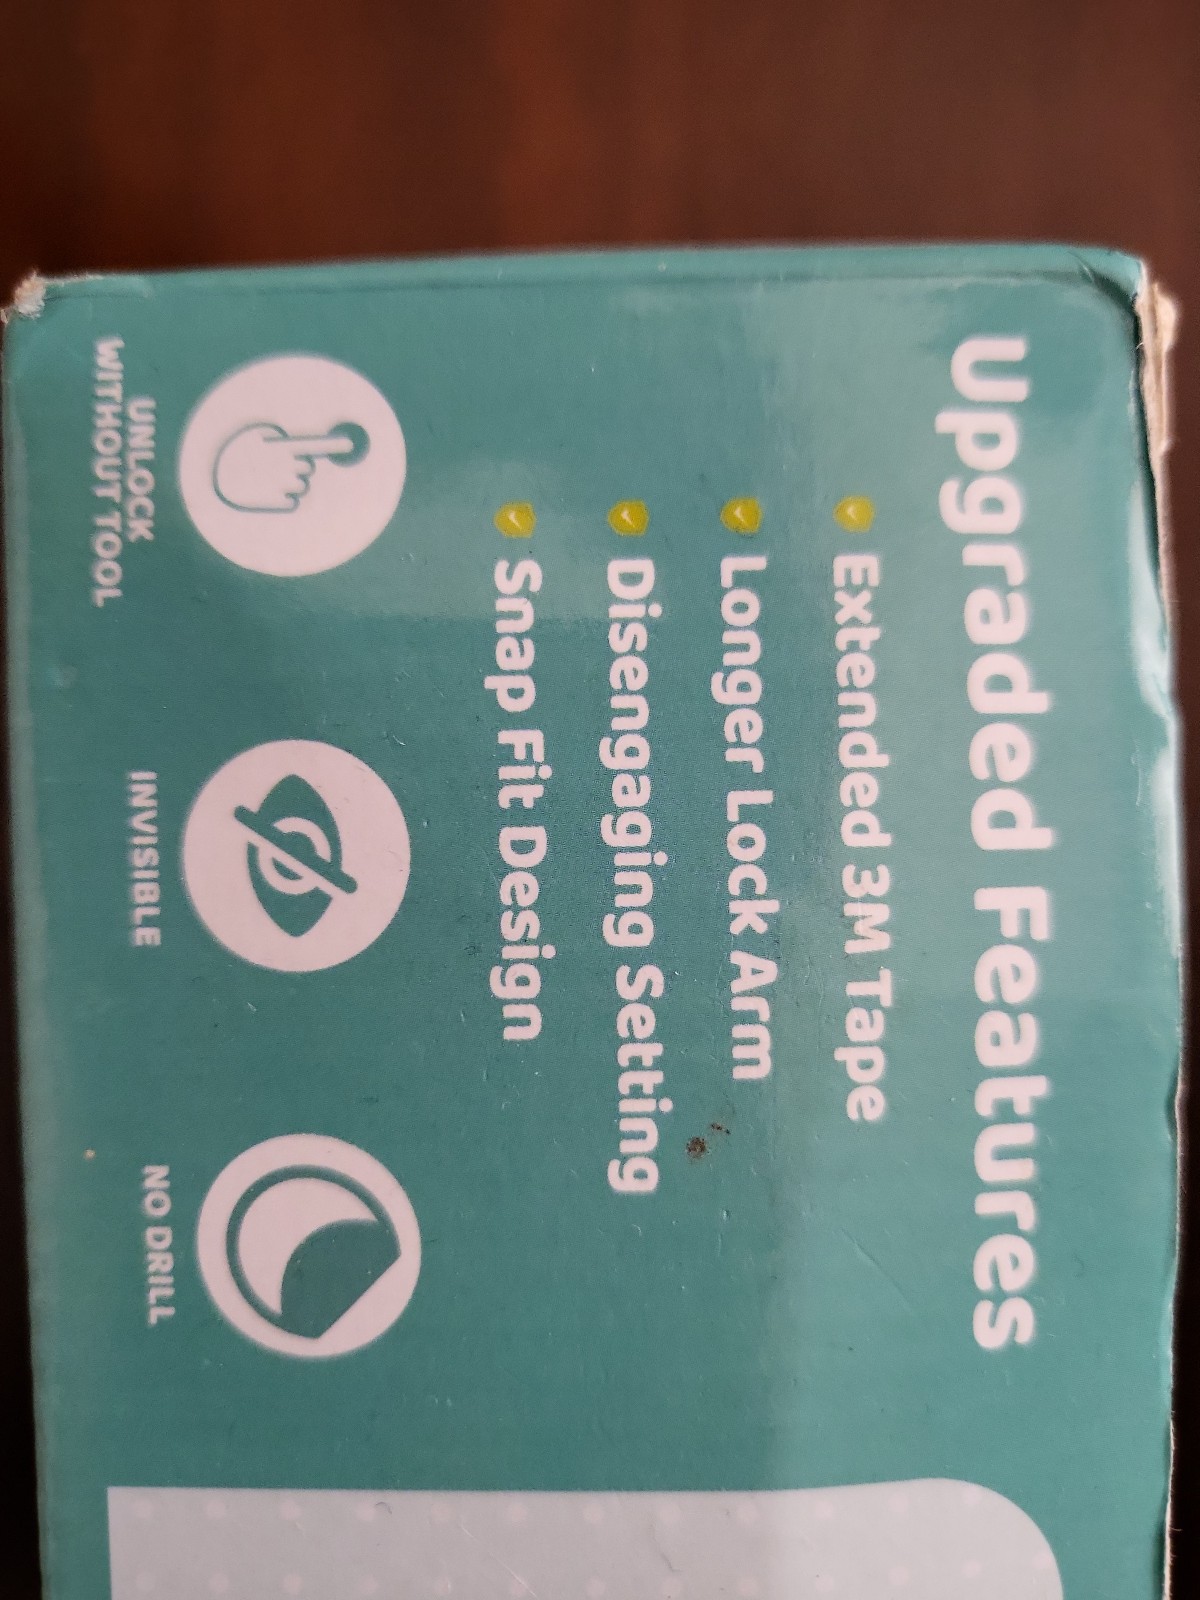 Upgraded Features
Extended 3M Tape
Longer Lock Arm
Disengaging Setting
Snap Fit Design
UNLOCK
WITHOUT TOOL
INVISIBLE
NO DRILL